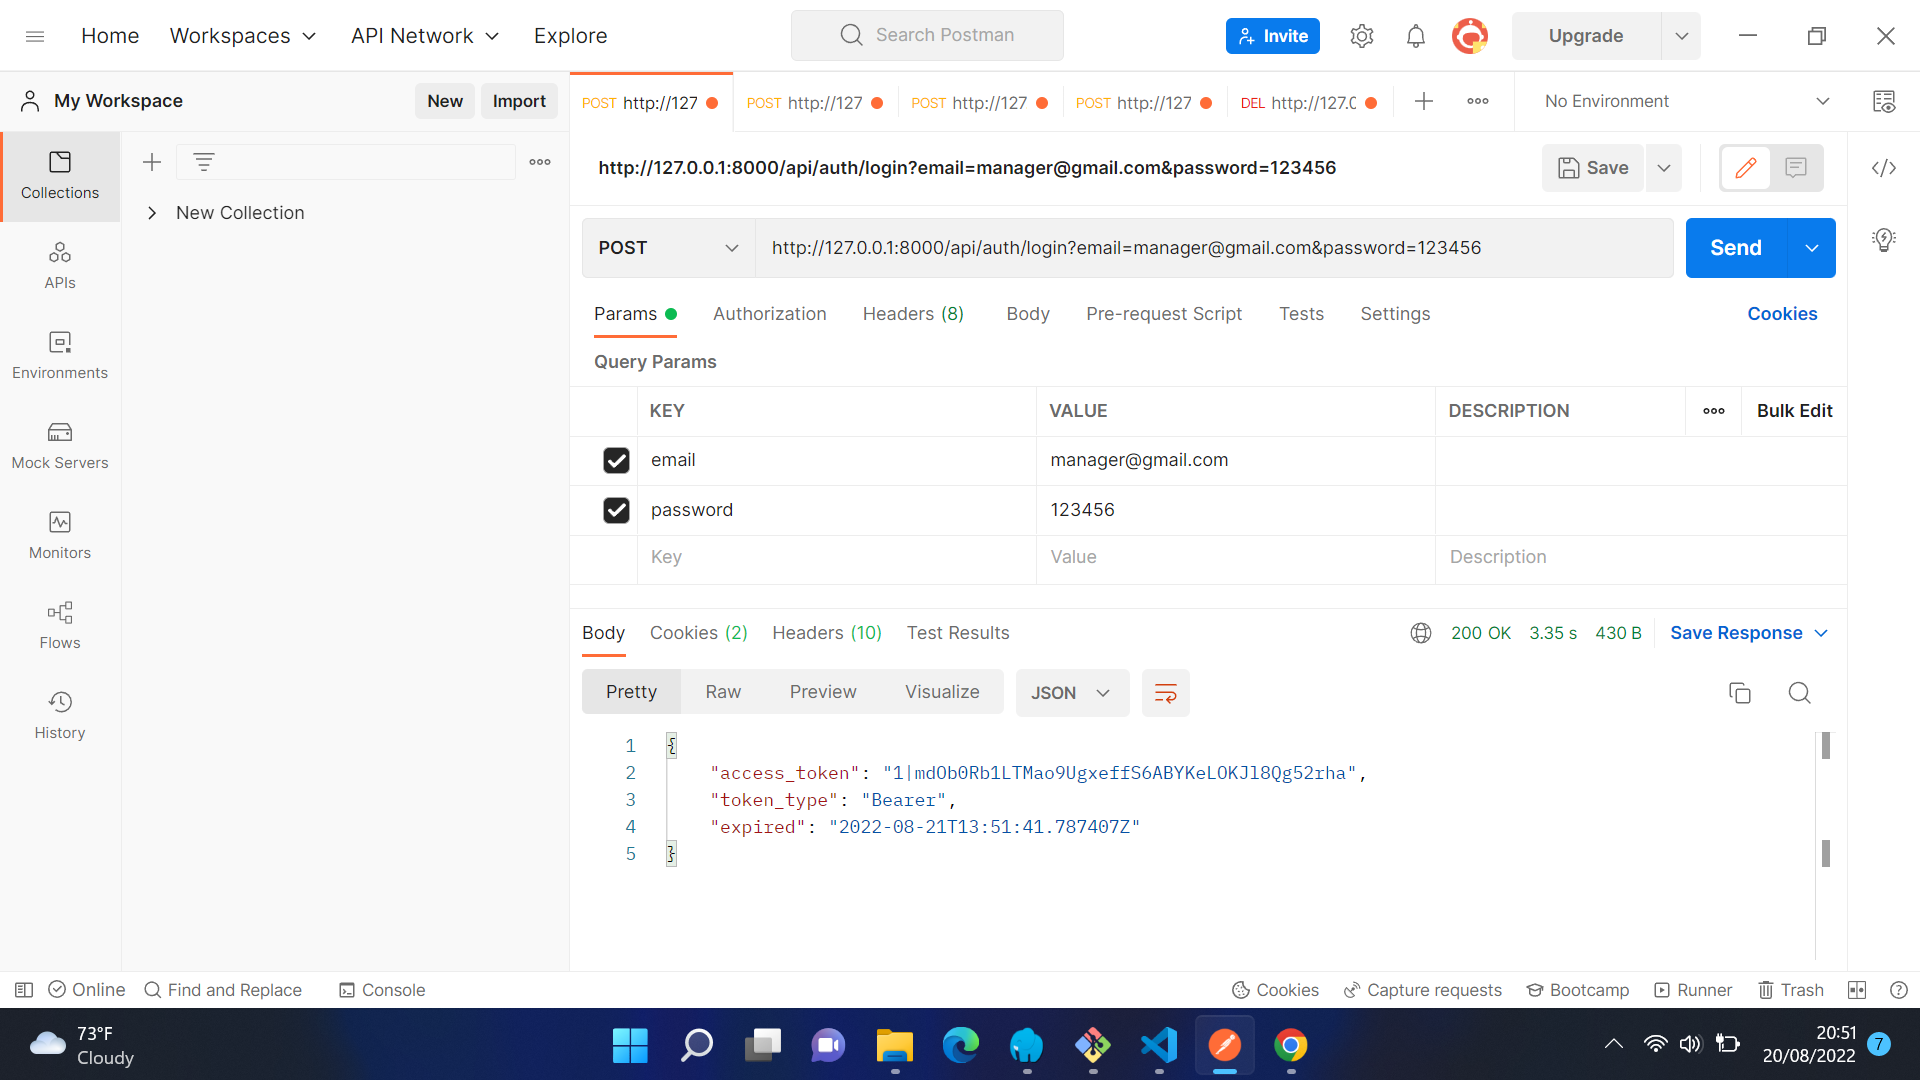 Home Workspaces API Network Explore Search Postman Invite Upgrade
My Workspace New Import POST http://127 POST http://127 POST http://127 POST http://127 DEL http://127.0 No Environment
http://127.0.0.1:8000/api/auth/login?email=manager@gmail.com&password=123456 Save
Collections
New Collection
POST http://127.0.0.1:8000/api/auth/login?email=manager@gmail.com&password=123456 Send
APIs
Params Authorization Headers (8) Body Pre-request Script Tests Settings Cookies
Environments
Query Params
KEY VALUE DESCRIPTION Bulk Edit
Mock Servers
email manager@gmail.com
password 123456
Monitors
Key Value Description
Flows
Body Cookies (2) Headers (10) Test Results 200 OK 3.35 s 430 B Save Response
Pretty Raw Preview Visualize JSON
History
1 {
2 "access_token": "1|mdOb0Rb1LTMao9UgxeffS6ABYKeLOKJl8Qg52rha",
3 "token_type": "Bearer",
4 "expired": "2022-08-21T13:51:41.787407Z"
5 }
Online Find and Replace Console Cookies Capture requests Bootcamp Runner Trash
73°F
Cloudy
20:51
20/08/2022 7